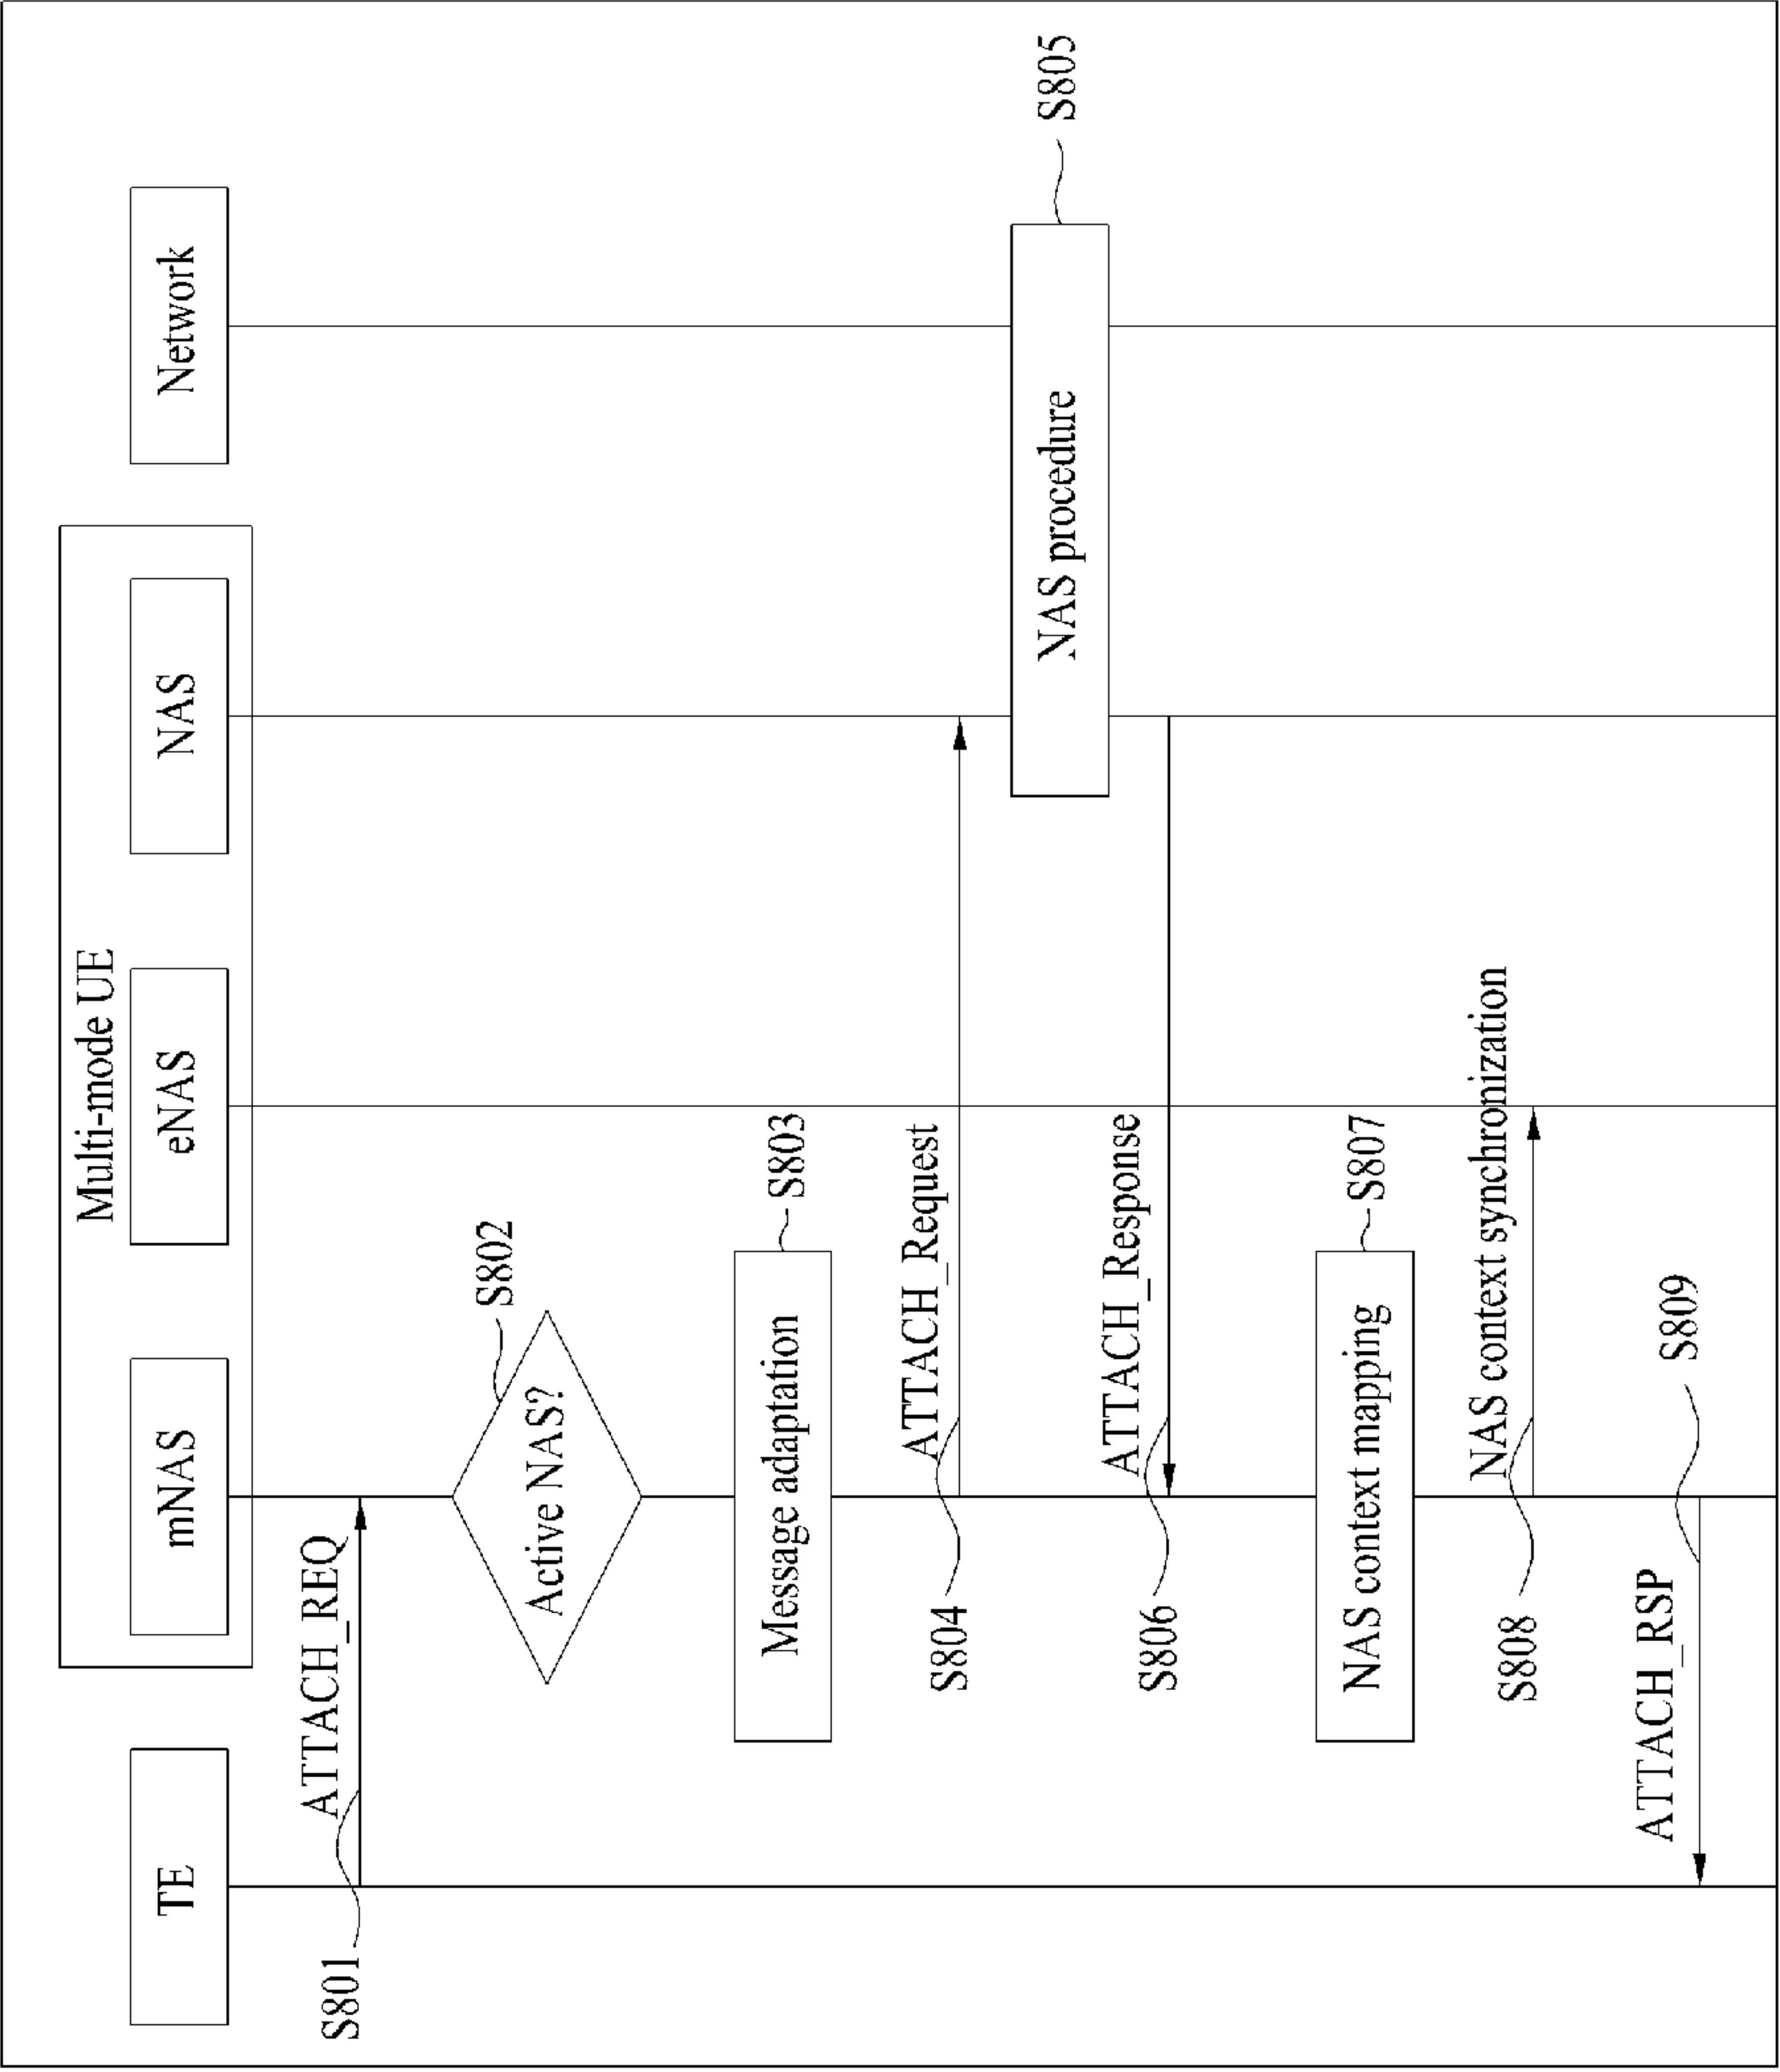 Multi-mode UE
TE
mNAS
eNAS
NAS
Network
S801
ATTACH_REQ
S802
Active NAS?
Message adaptation
S803
S804
ATTACH_Request
NAS procedure
S805
S806
ATTACH_Response
NAS context mapping
S807
S808
NAS context synchronization
ATTACH_RSP
S809